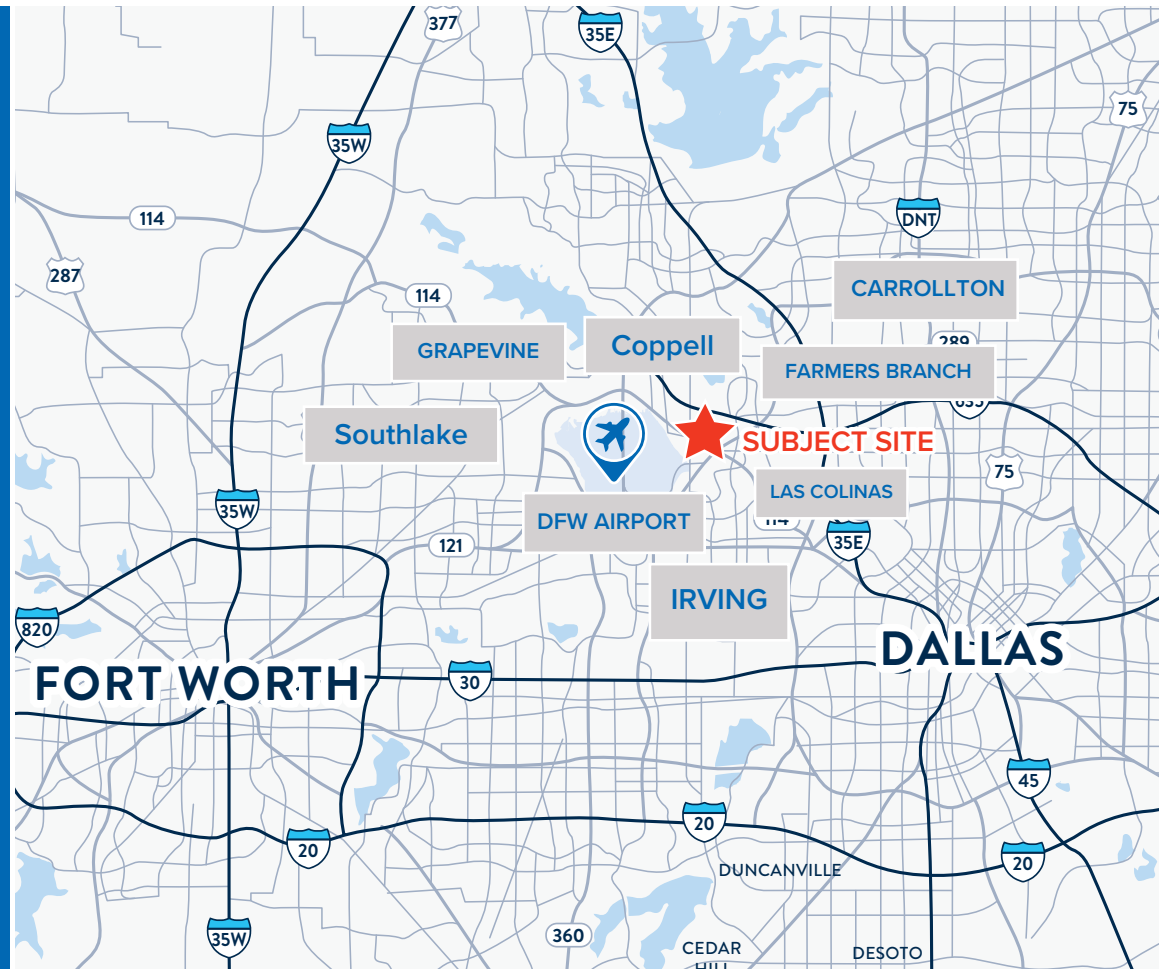 377
35E
75
35W
114
DNT
287
CARROLLTON
114
289
Coppell
GRAPEVINE
FARMERS BRANCH
635
Southlake
SUBJECT SITE
75
LAS COLINAS
35W
DFW AIRPORT
114
35E
121
IRVING
820
DALLAS
FORT WORTH
30
45
20
20
20
DUNCANVILLE
35W
360
CEDAR
HILL
DESOTO